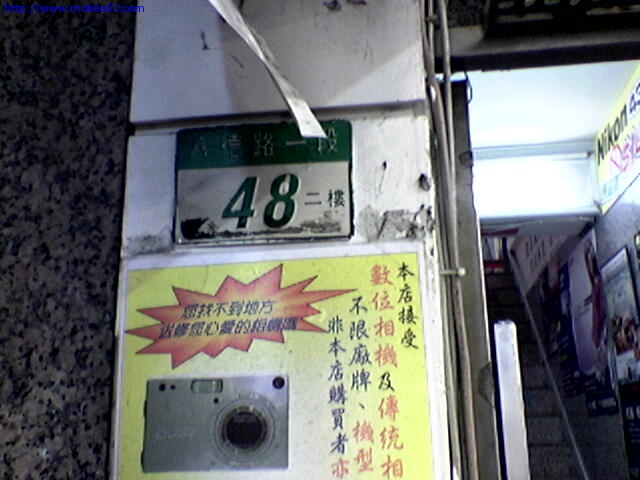 八德路一段
48 二樓
您找不到地方
維修您心愛的相機嗎
本店接受
數位相機及傳統相
不限廠牌、機型
非本店購買者亦
Nikon